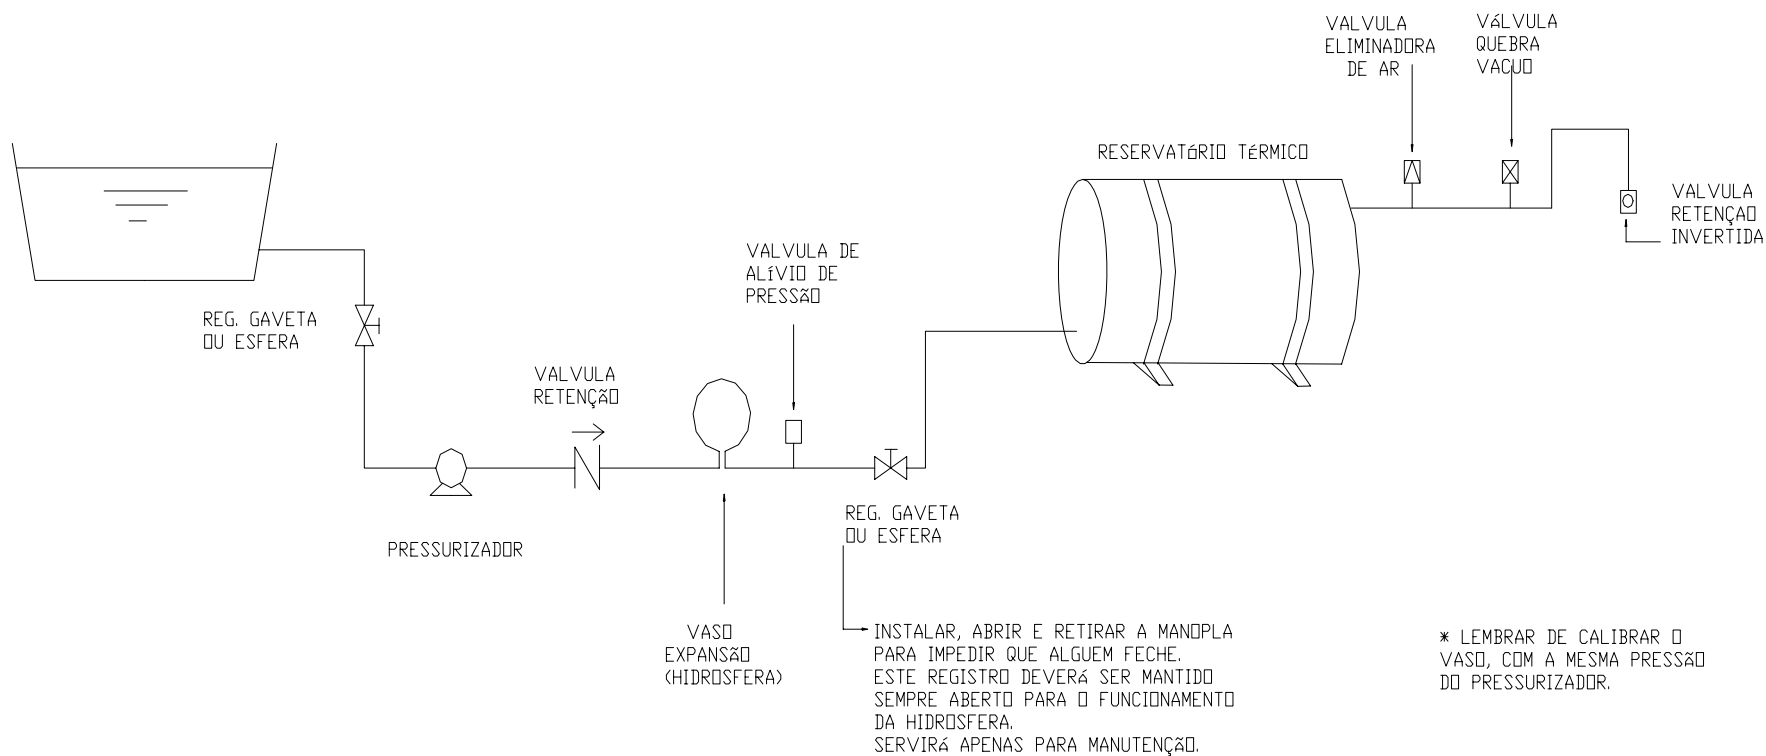 VALVULA
ELIMINADORA
DE AR
VáLVULA
QUEBRA
VACUO
RESERVATóRIO TéRMICO
VALVULA
RETENÇAO
INVERTIDA
VALVULA DE
ALíVIO DE
PRESSãO
REG. GAVETA
OU ESFERA
VALVULA
RETENÇãO
PRESSURIZADOR
REG. GAVETA
OU ESFERA
VASO
EXPANSãO
(HIDROSFERA)
INSTALAR, ABRIR E RETIRAR A MANOPLA
PARA IMPEDIR QUE ALGUEM FECHE.
ESTE REGISTRO DEVERá SER MANTIDO
SEMPRE ABERTO PARA O FUNCIONAMENTO
DA HIDROSFERA.
SERVIRá APENAS PARA MANUTENÇãO.
* LEMBRAR DE CALIBRAR O
VASO, COM A MESMA PRESSãO
DO PRESSURIZADOR.